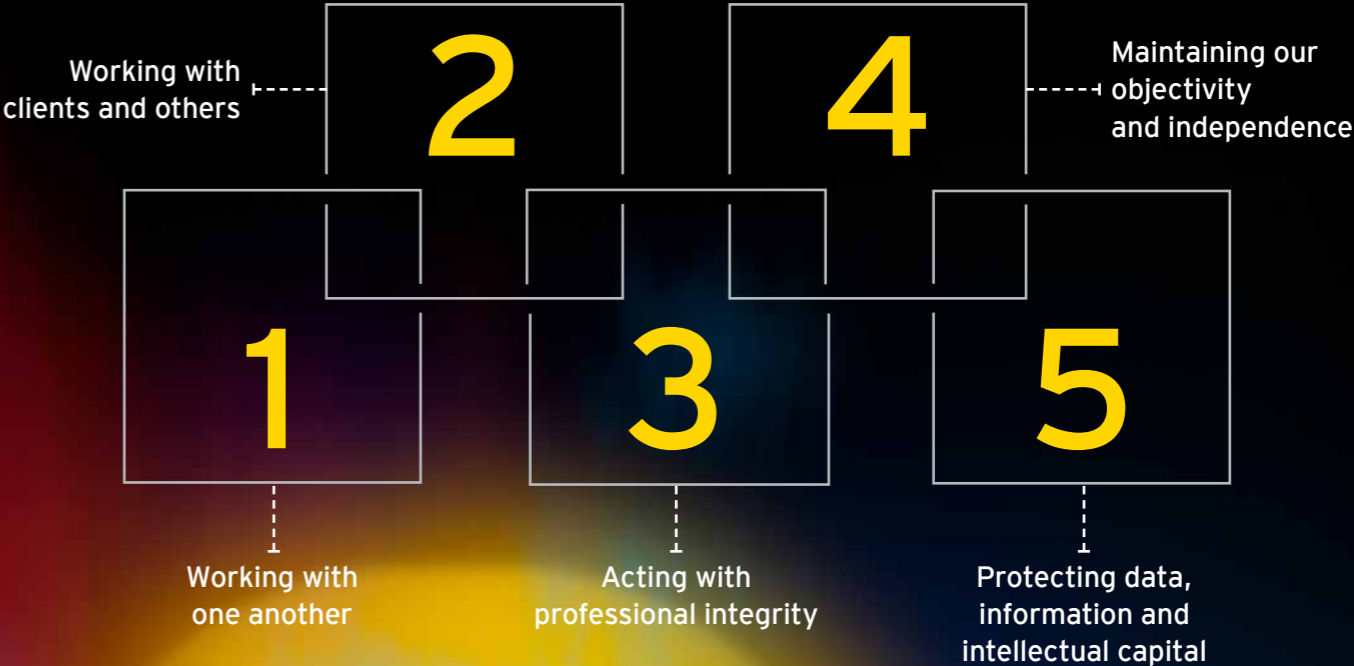 2
Working with
clients and others
4
Maintaining our
objectivity
and independence
1
Working with
one another
3
Acting with
professional integrity
5
Protecting data,
information and
intellectual capital